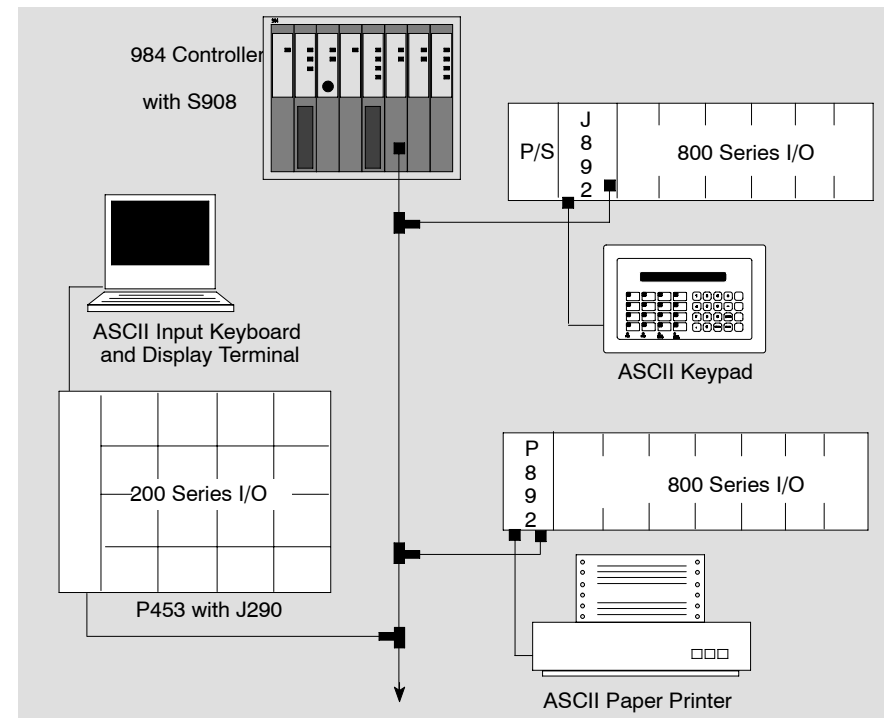 984 Controller
with S908
P/S
J
8
9
2
800 Series I/O
ASCII Input Keyboard
and Display Terminal
ASCII Keypad
200 Series I/O
P
8
9
2
800 Series I/O
P453 with J290
ASCII Paper Printer